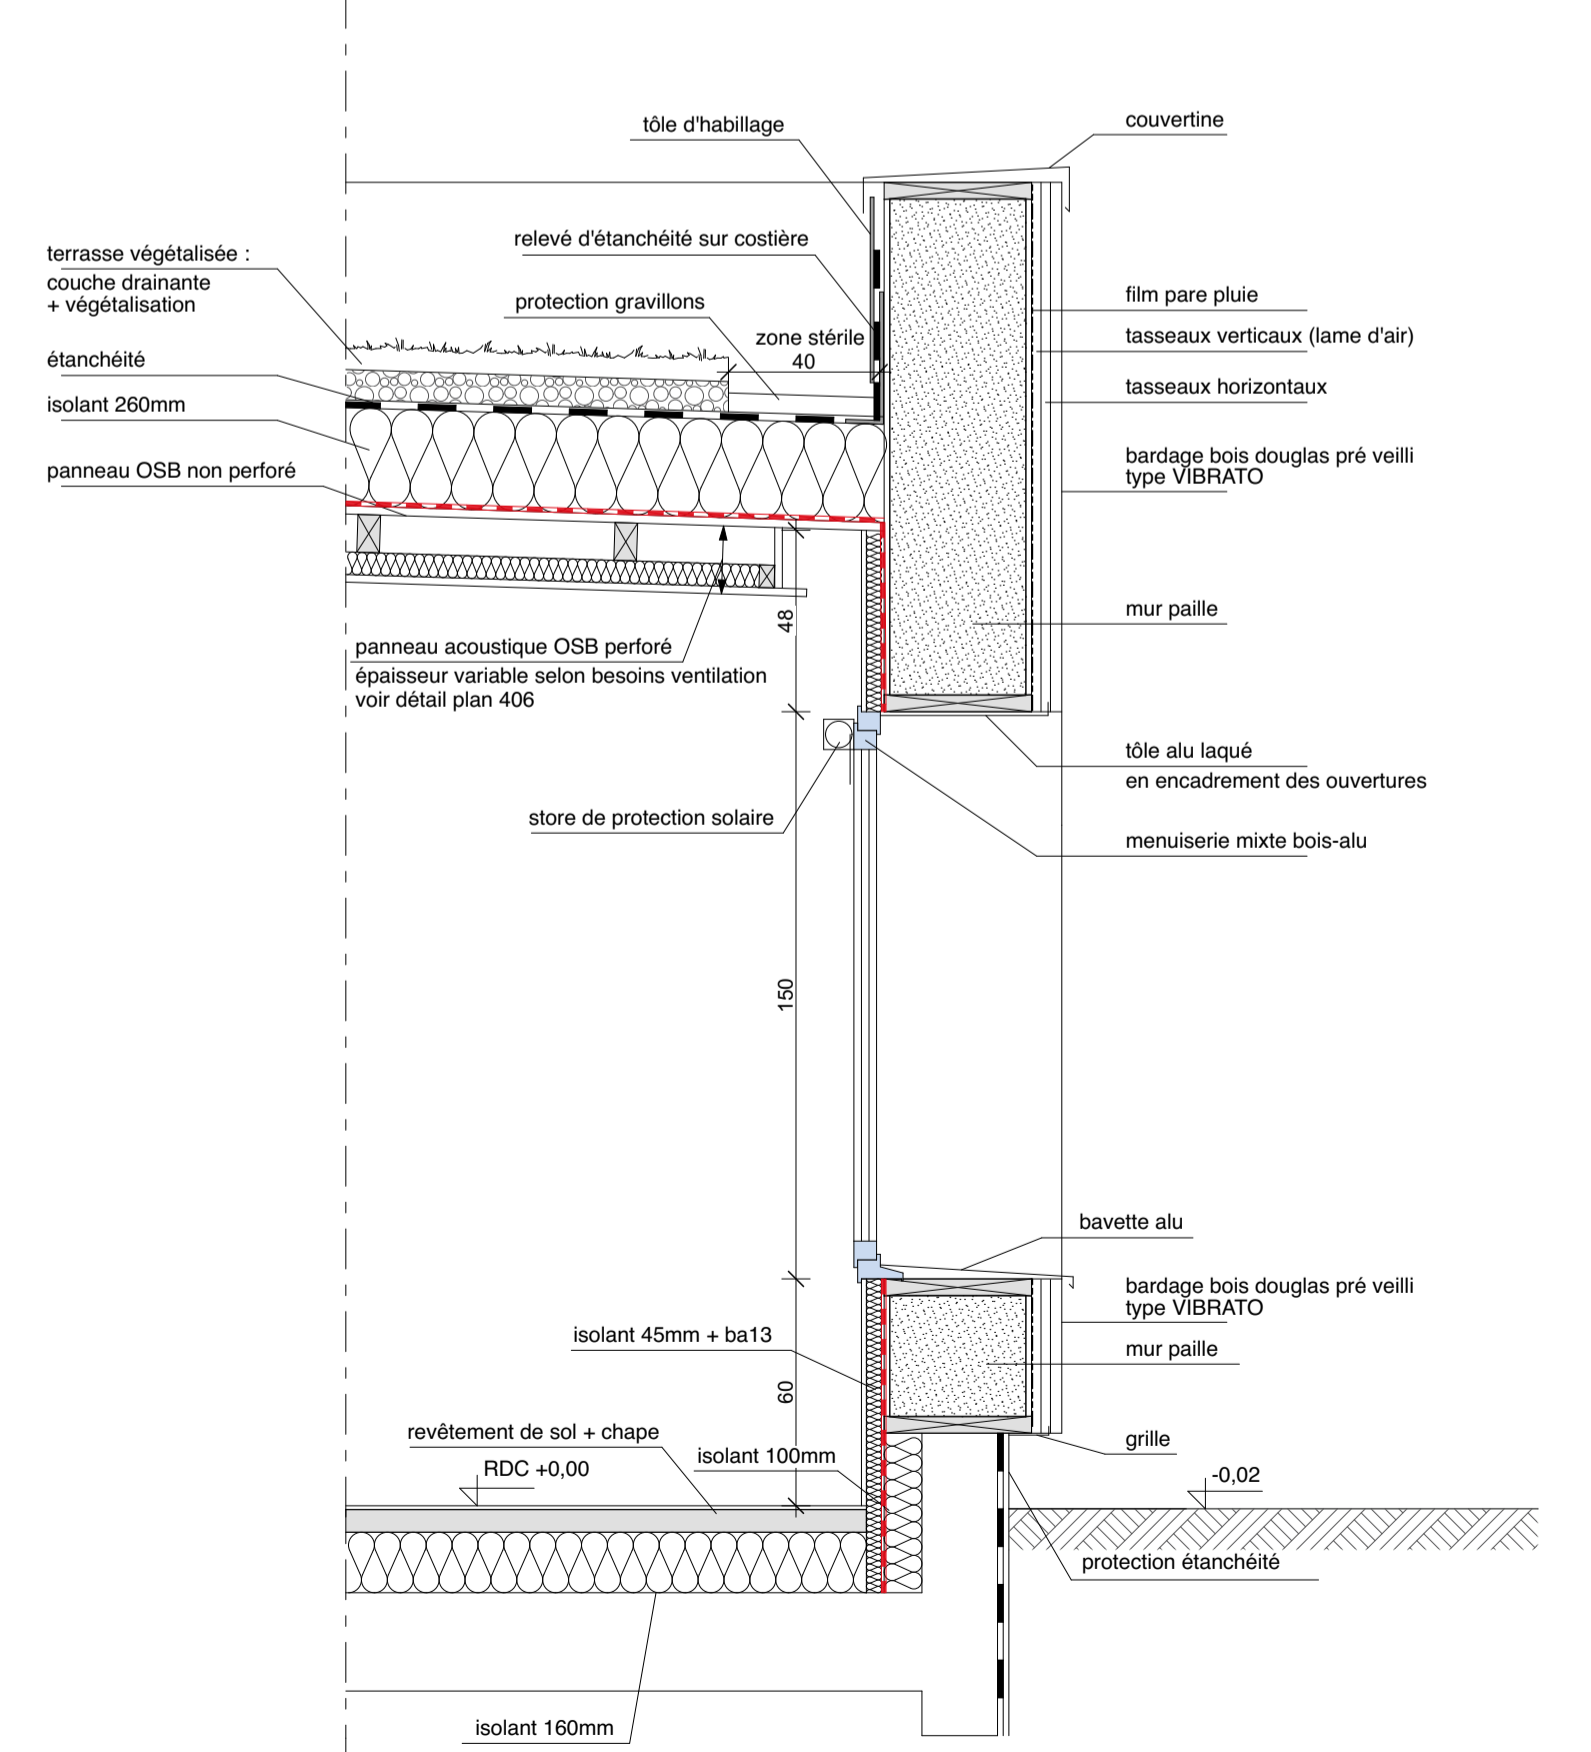 couvertine
tôle d'habillage
relevé d'étanchéité sur costière
terrasse végétalisée :
couche drainante
+ végétalisation
protection gravillons
zone stérile
40
étanchéité
isolant 260mm
panneau OSB non perforé
film pare pluie
tasseaux verticaux (lame d'air)
tasseaux horizontaux
bardage bois douglas pré veilli
type VIBRATO
mur paille
48
panneau acoustique OSB perforé
épaisseur variable selon besoins ventilation
voir détail plan 406
tôle alu laqué
en encadrement des ouvertures
store de protection solaire
menuiserie mixte bois-alu
150
bavette alu
bardage bois douglas pré veilli
type VIBRATO
isolant 45mm + ba13
mur paille
60
revêtement de sol + chape
grille
isolant 100mm
RDC +0,00
-0,02
protection étanchéité
isolant 160mm